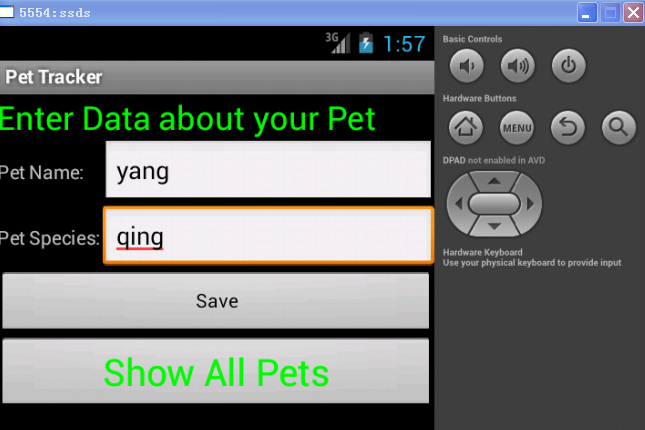 5554:ssds
3G 1:57
Pet Tracker
Enter Data about your Pet
Pet Name: yang
Pet Species: qing
Save
Show All Pets
Basic Controls
Hardware Buttons
MENU
DPAD not enabled in AVD
Hardware Keyboard
Use your physical keyboard to provide input